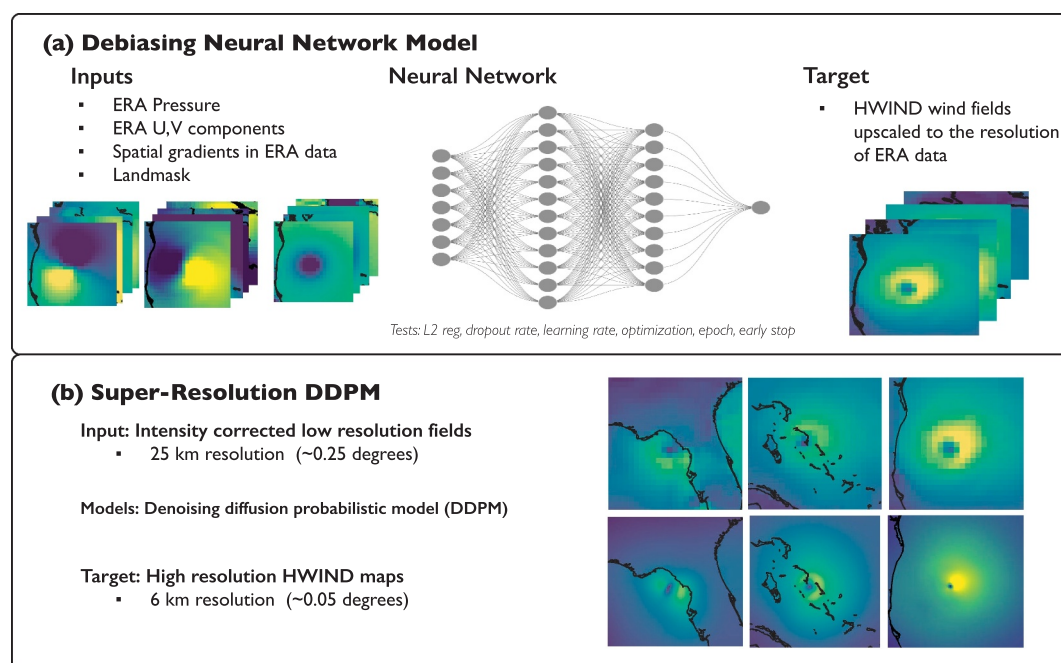 (a) Debiasing Neural Network Model
Inputs
▪ ERA Pressure
▪ ERA U,V components
▪ Spatial gradients in ERA data
▪ Landmask
Neural Network
Tests: L2 reg, dropout rate, learning rate, optimization, epoch, early stop
Target
▪ HWIND wind fields
upscaled to the resolution
of ERA data
(b) Super-Resolution DDPM
Input: Intensity corrected low resolution fields
▪ 25 km resolution (~0.25 degrees)
Models: Denoising diffusion probabilistic model (DDPM)
Target: High resolution HWIND maps
▪ 6 km resolution (~0.05 degrees)